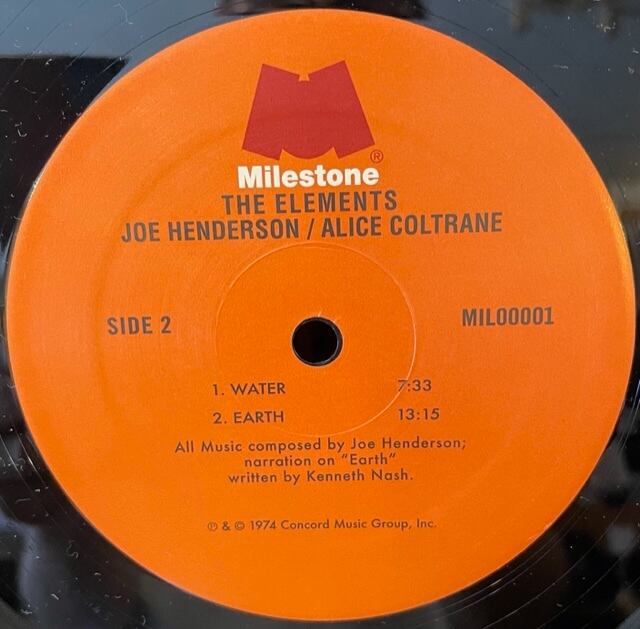 ®
Milestone
THE ELEMENTS
JOE HENDERSON / ALICE COLTRANE
SIDE 2 MIL00001
1. WATER 7:33
2. EARTH 13:15
All Music composed by Joe Henderson;
narration on "Earth"
written by Kenneth Nash.
℗ & © 1974 Concord Music Group, Inc.